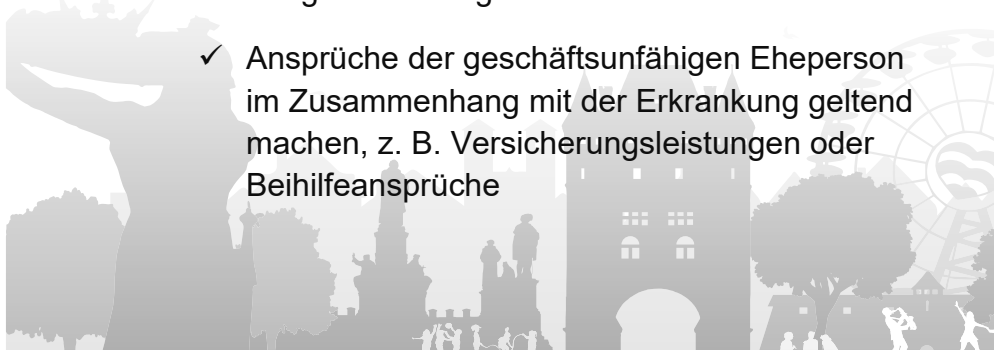 ✓ Ansprüche der geschäftsunfähigen Eheperson
im Zusammenhang mit der Erkrankung geltend
machen, z. B. Versicherungsleistungen oder
Beihilfeansprüche